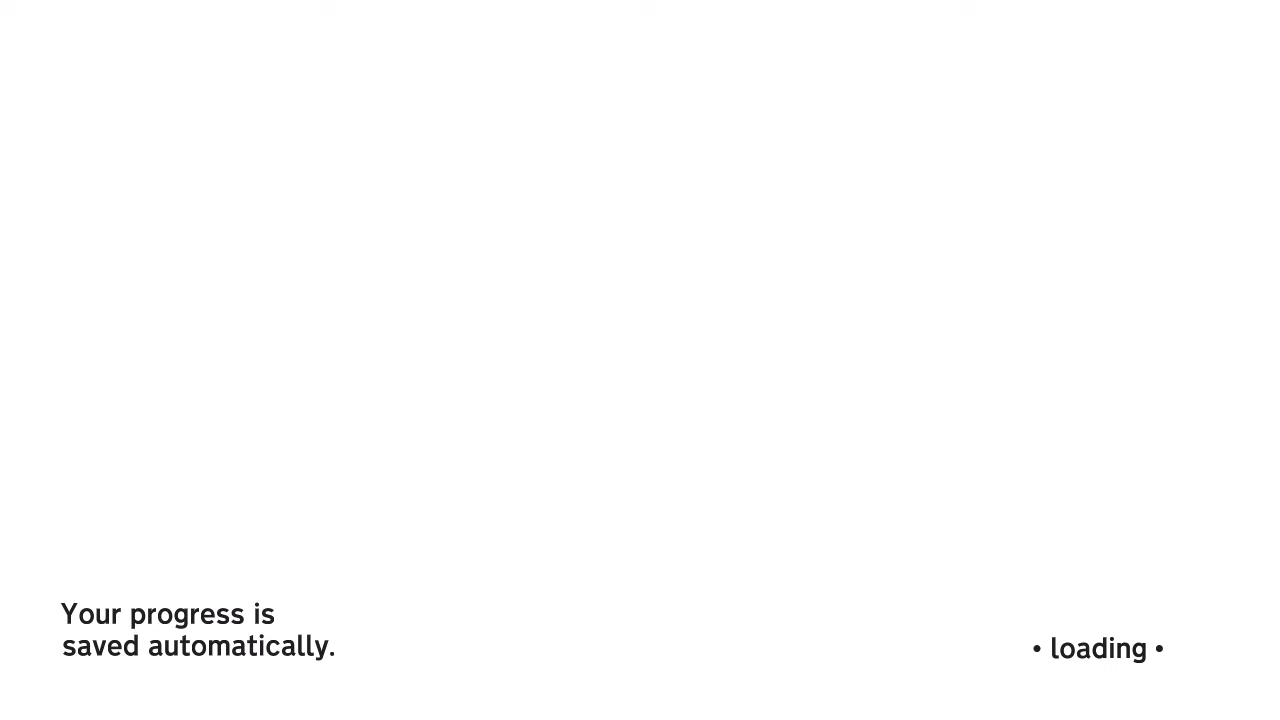 Your progress is
saved automatically.
• loading •